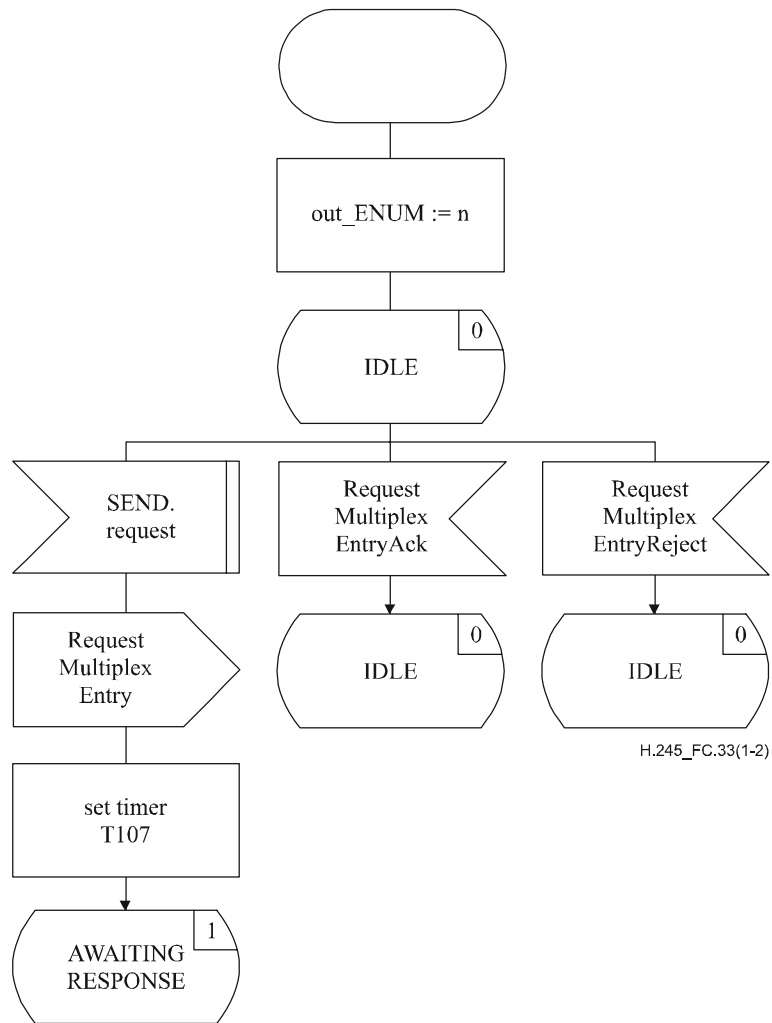 out_ENUM := n
0
IDLE
SEND.
request
Request
Multiplex
EntryAck
Request
Multiplex
EntryReject
Request
Multiplex
Entry
0
IDLE
0
IDLE
H.245_FC.33(1-2)
set timer
T107
1
AWAITING
RESPONSE